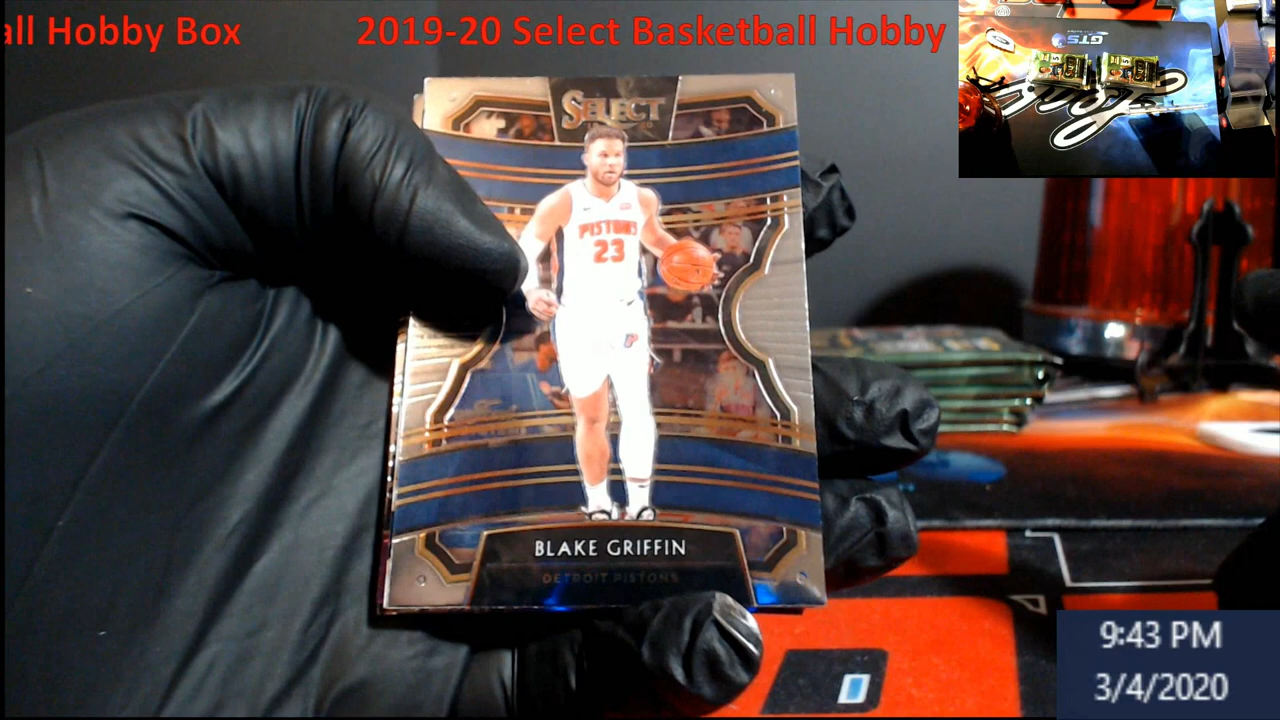 all Hobby Box
2019-20 Select Basketball Hobby
GTS
SELECT
PISTONS
23
BLAKE GRIFFIN
DETROIT PISTONS
9:43 PM
3/4/2020